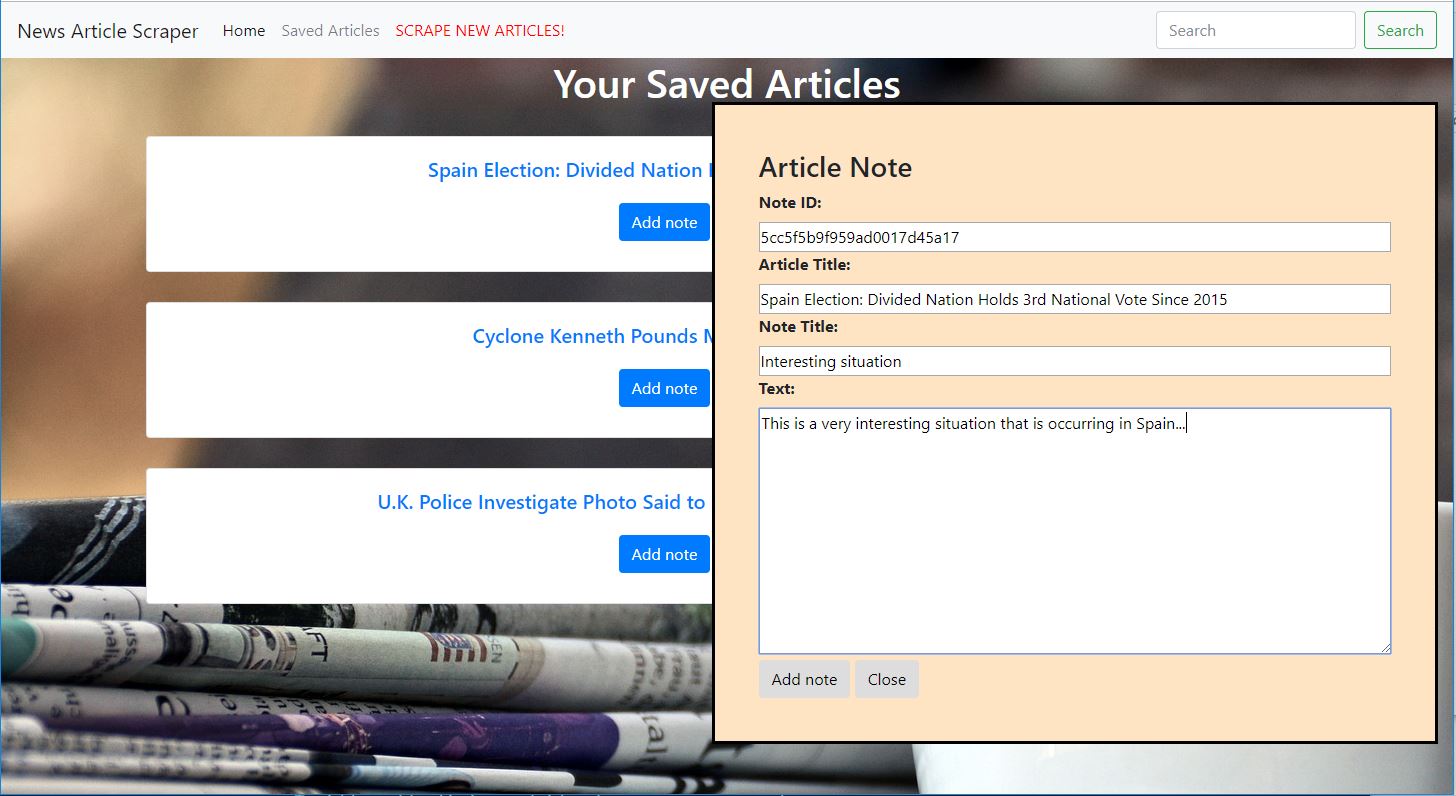 News Article Scraper Home Saved Articles SCRAPE NEW ARTICLES! Search Search
Your Saved Articles
Spain Election: Divided Nation
Add note
Cyclone Kenneth Pounds
Add note
U.K. Police Investigate Photo Said to
Add note
Article Note
Note ID:
5cc5f5b9f959ad0017d45a17
Article Title:
Spain Election: Divided Nation Holds 3rd National Vote Since 2015
Note Title:
Interesting situation
Text:
This is a very interesting situation that is occurring in Spain...
Add note Close